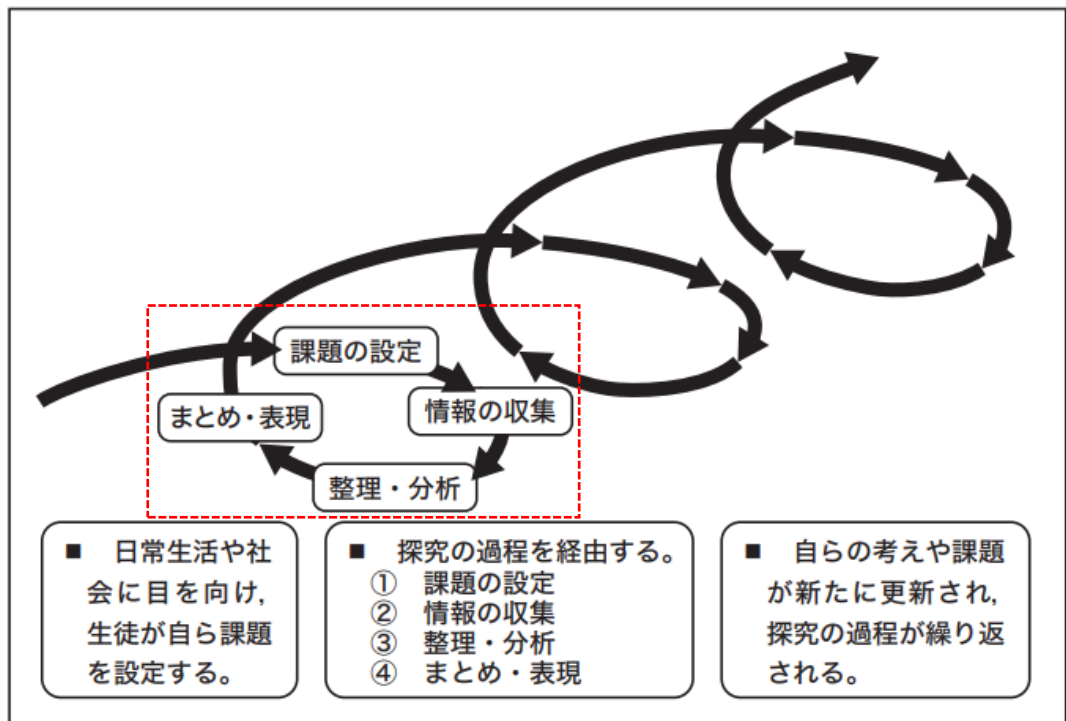 課題の設定
情報の収集
まとめ・表現
整理・分析
■ 日常生活や社
会に目を向け,
生徒が自ら課題
を設定する。
■ 探究の過程を経由する。
① 課題の設定
② 情報の収集
③ 整理・分析
④ まとめ・表現
■ 自らの考えや課題
が新たに更新され,
探究の過程が繰り返
される。